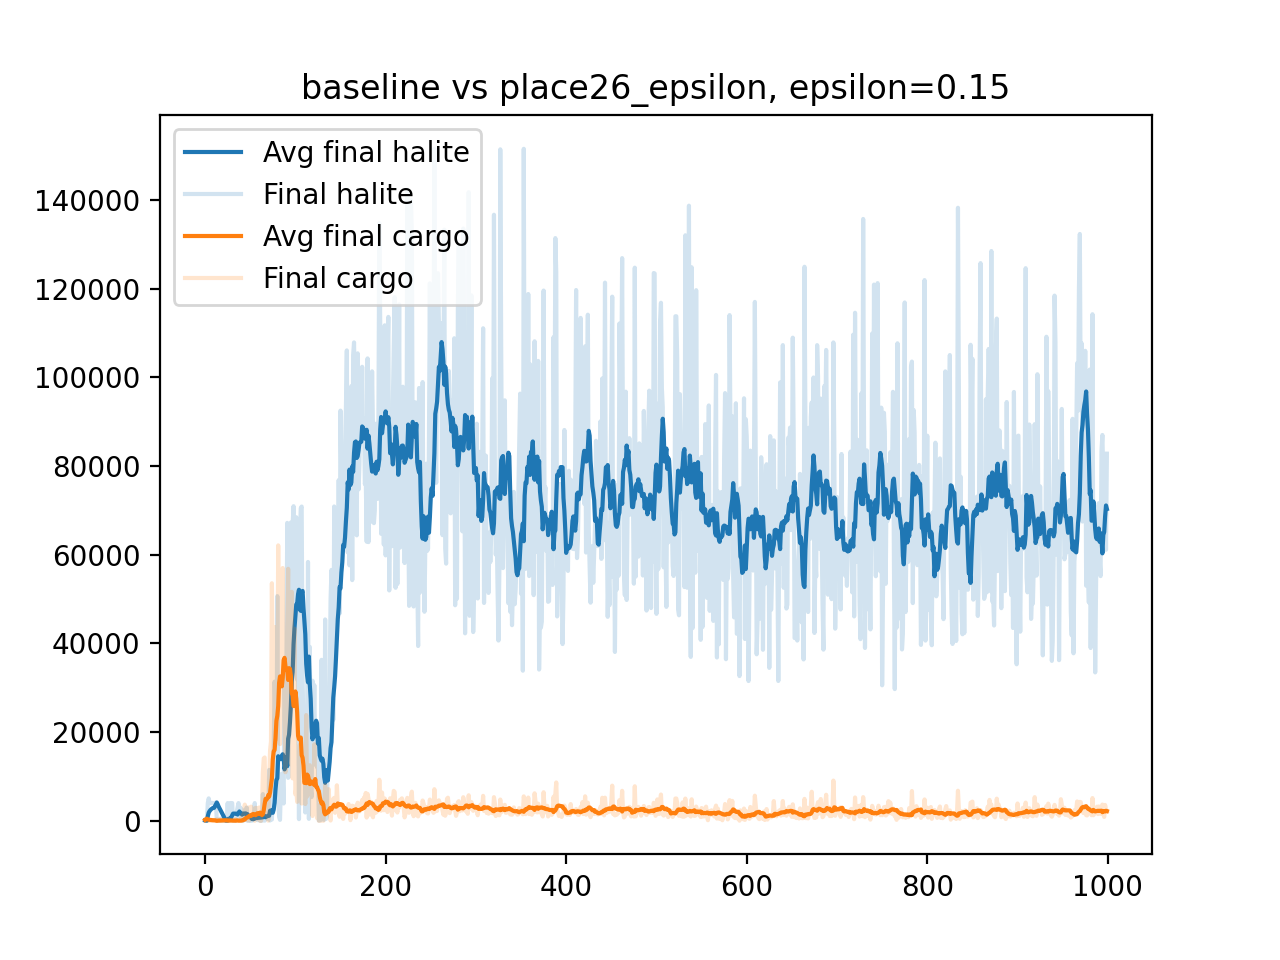 baseline vs place26_epsilon, epsilon=0.15
Avg final halite
Final halite
Avg final cargo
Final cargo
140000
120000
100000
80000
60000
40000
20000
0
0 200 400 600 800 1000